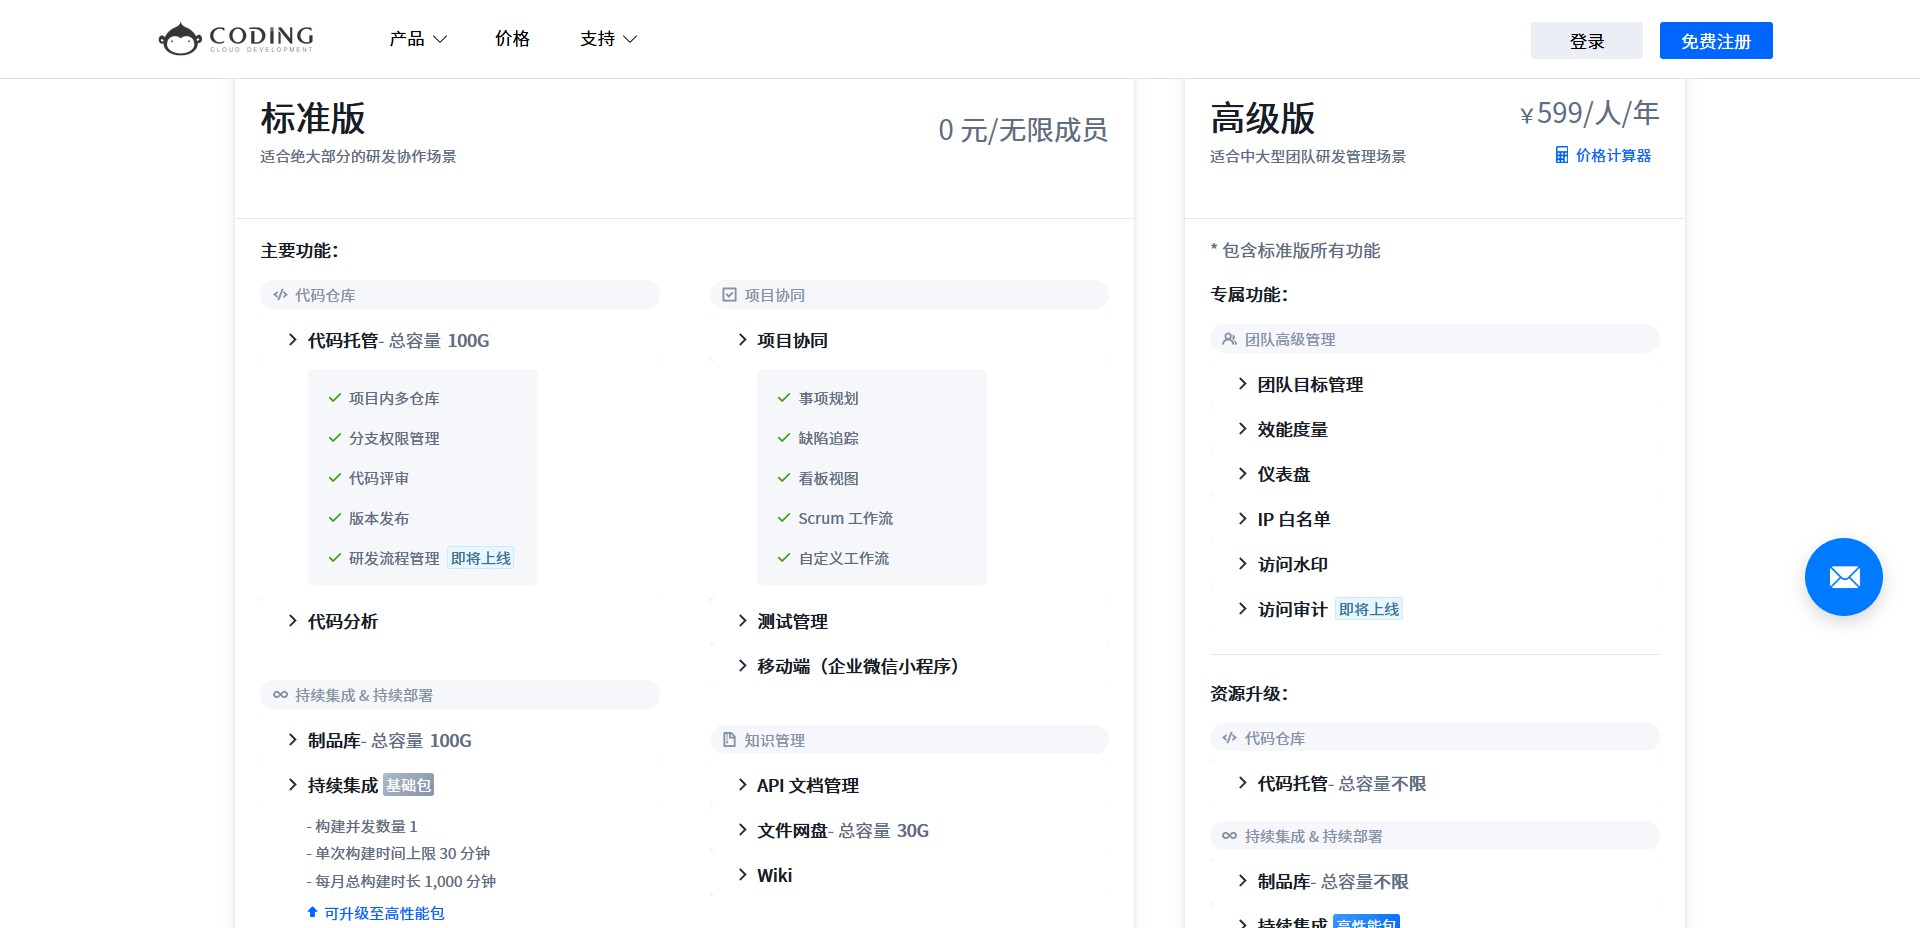 CODING
CLOUD DEVELOPMENT
产品
价格
支持
登录
免费注册
标准版
适合绝大部分的研发协作场景
0 元/无限成员
主要功能：
代码仓库
代码托管- 总容量 100G
项目内多仓库
分支权限管理
代码评审
版本发布
研发流程管理 即将上线
代码分析
持续集成 & 持续部署
制品库- 总容量 100G
持续集成 基础包
- 构建并发数量 1
- 单次构建时间上限 30 分钟
- 每月总构建时长 1,000 分钟
可升级至高性能包
项目协同
项目协同
事项规划
缺陷追踪
看板视图
Scrum 工作流
自定义工作流
测试管理
移动端（企业微信小程序）
知识管理
API 文档管理
文件网盘- 总容量 30G
Wiki
高级版
适合中大型团队研发管理场景
¥599/人/年
价格计算器
* 包含标准版所有功能
专属功能：
团队高级管理
团队目标管理
效能度量
仪表盘
IP 白名单
访问水印
访问审计 即将上线
资源升级：
代码仓库
代码托管- 总容量不限
持续集成 & 持续部署
制品库- 总容量不限
持续集成 高性能包